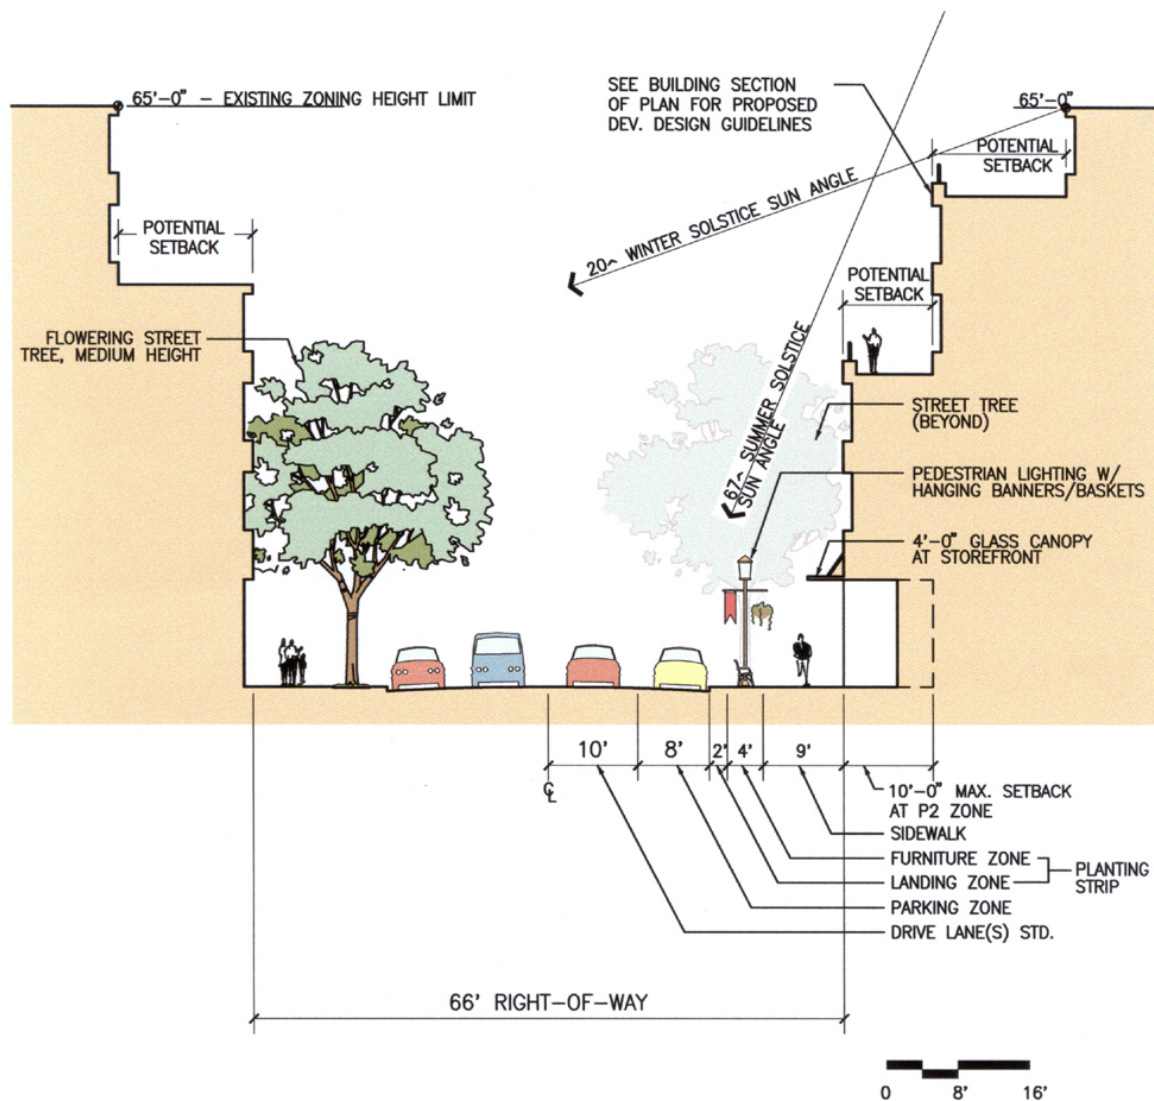 65'-0" - EXISTING ZONING HEIGHT LIMIT
SEE BUILDING SECTION
OF PLAN FOR PROPOSED
DEV. DESIGN GUIDELINES
65'-0"
POTENTIAL
SETBACK
20^ WINTER SOLSTICE SUN ANGLE
POTENTIAL
SETBACK
POTENTIAL
SETBACK
FLOWERING STREET
TREE, MEDIUM HEIGHT
67^ SUMMER SOLSTICE
SUN ANGLE
STREET TREE
(BEYOND)
PEDESTRIAN LIGHTING W/
HANGING BANNERS/BASKETS
4'-0" GLASS CANOPY
AT STOREFRONT
10' 8' 2' 4' 9'
CL
10'-0" MAX. SETBACK
AT P2 ZONE
SIDEWALK
FURNITURE ZONE
LANDING ZONE
PLANTING
STRIP
PARKING ZONE
DRIVE LANE(S) STD.
66' RIGHT-OF-WAY
0 8' 16'